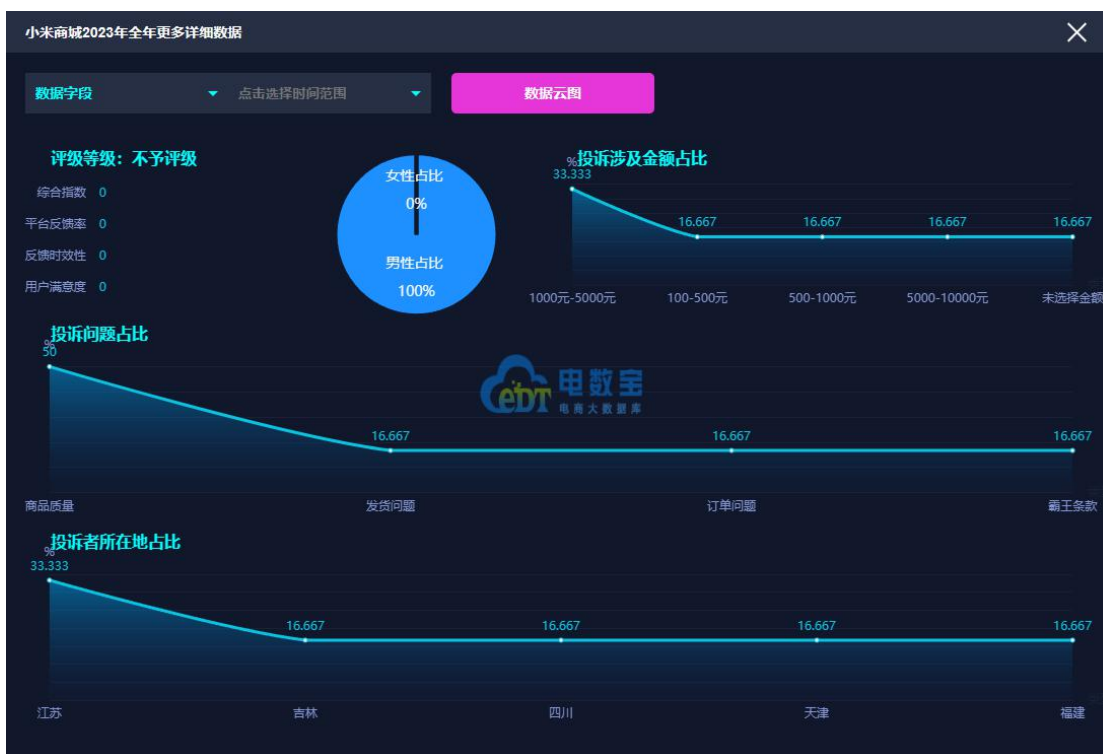 小米商城2023年全年更多详细数据
数据字段
点击选择时间范围
数据云图
评级等级：不予评级
综合指数 0
平台反馈率 0
反馈时效性 0
用户满意度 0
女性占比
0%
男性占比
100%
%
投诉涉及金额占比
33.333
16.667
16.667
16.667
16.667
1000元-5000元
100-500元
500-1000元
5000-10000元
未选择金额
投诉问题占比
%
50
16.667
16.667
16.667
商品质量
发货问题
订单问题
霸王条款
eDT 电数宝
电商大数据库
投诉者所在地占比
%
33.333
16.667
16.667
16.667
16.667
江苏
吉林
四川
天津
福建